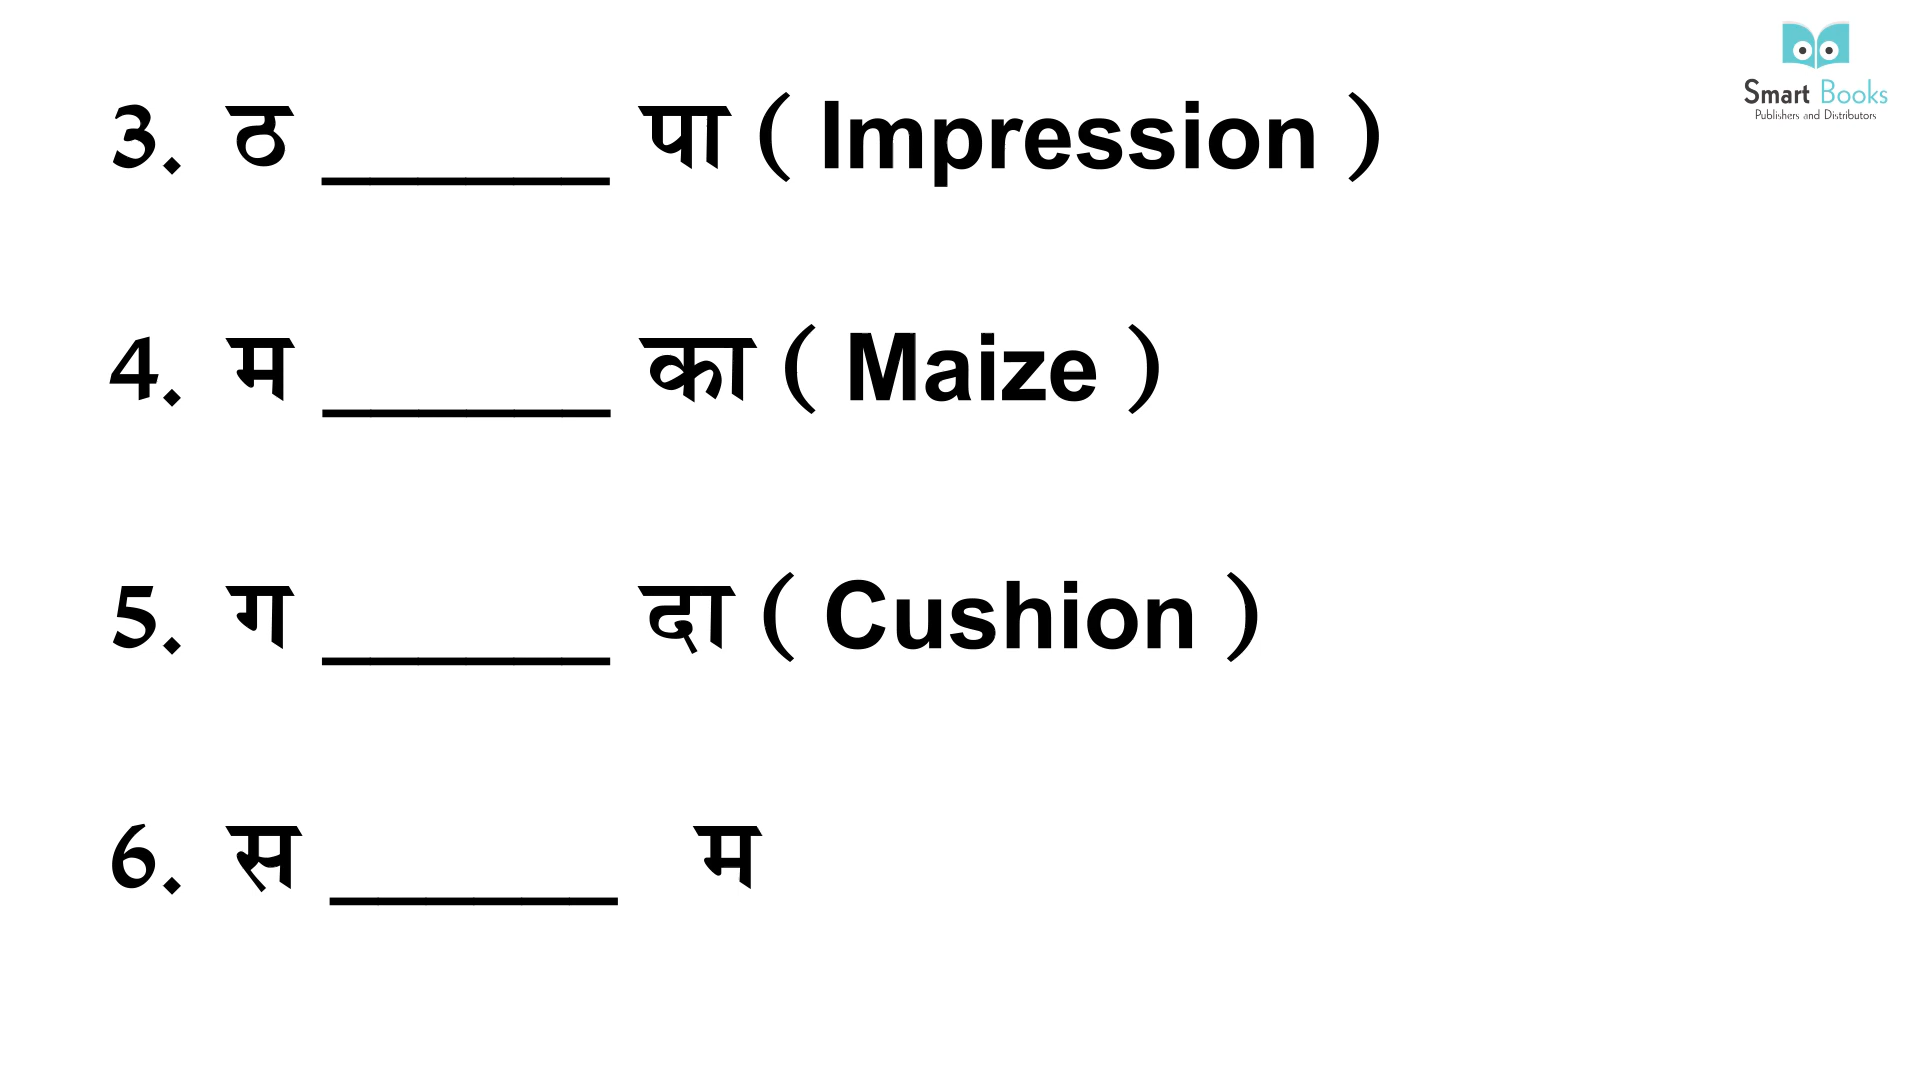 Smart Books
Publishers and Distributors
3. ठ ______ पा ( Impression )
4. म ______ का ( Maize )
5. ग ______ दा ( Cushion )
6. स ______ म